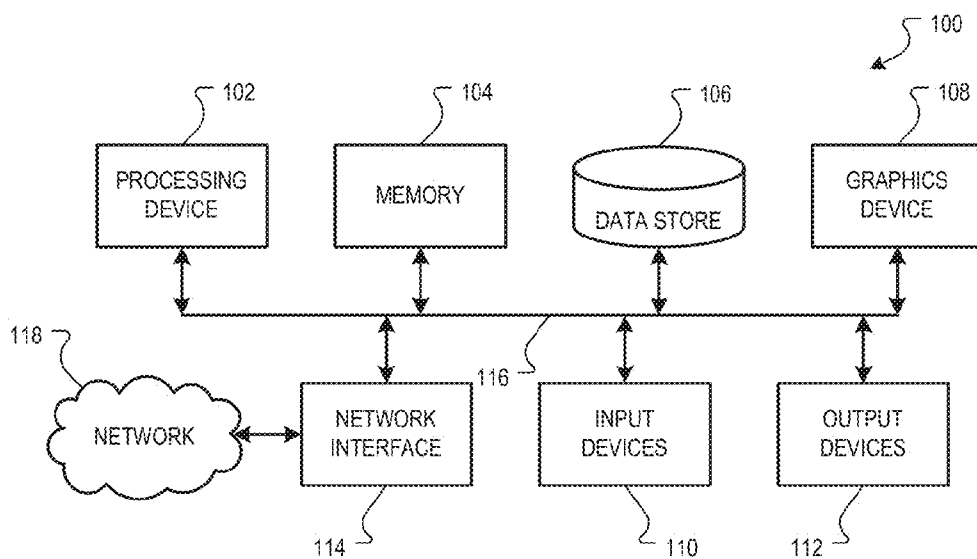 100
102
104
106
108
PROCESSING
DEVICE
MEMORY
DATA STORE
GRAPHICS
DEVICE
118
116
NETWORK
NETWORK
INTERFACE
INPUT
DEVICES
OUTPUT
DEVICES
114
110
112